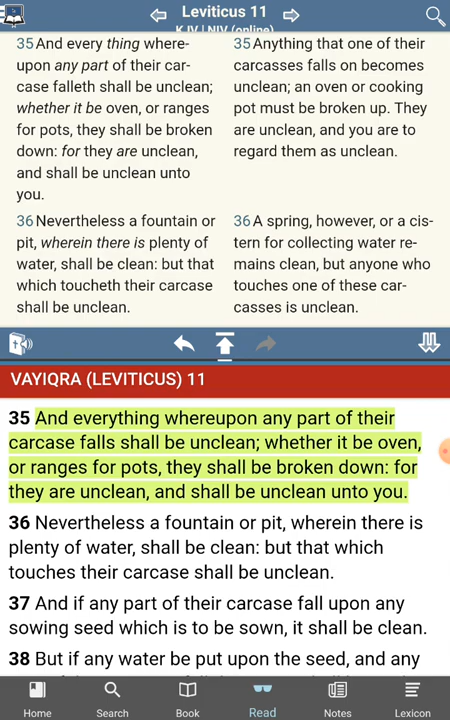 Leviticus 11
KJV | NIV (online)
35 And every thing where-
upon any part of their car-
case falleth shall be unclean;
whether it be oven, or ranges
for pots, they shall be broken
down: for they are unclean,
and shall be unclean unto
you.
36 Nevertheless a fountain or
pit, wherein there is plenty of
water, shall be clean: but that
which toucheth their carcase
shall be unclean.
35 Anything that one of their
carcasses falls on becomes
unclean; an oven or cooking
pot must be broken up. They
are unclean, and you are to
regard them as unclean.
36 A spring, however, or a cis-
tern for collecting water re-
mains clean, but anyone who
touches one of these car-
casses is unclean.
VAYIQRA (LEVITICUS) 11
35 And everything whereupon any part of their
carcase falls shall be unclean; whether it be oven,
or ranges for pots, they shall be broken down: for
they are unclean, and shall be unclean unto you.
36 Nevertheless a fountain or pit, wherein there is
plenty of water, shall be clean: but that which
touches their carcase shall be unclean.
37 And if any part of their carcase fall upon any
sowing seed which is to be sown, it shall be clean.
38 But if any water be put upon the seed, and any
Home
Search
Book
Read
Notes
Lexicon